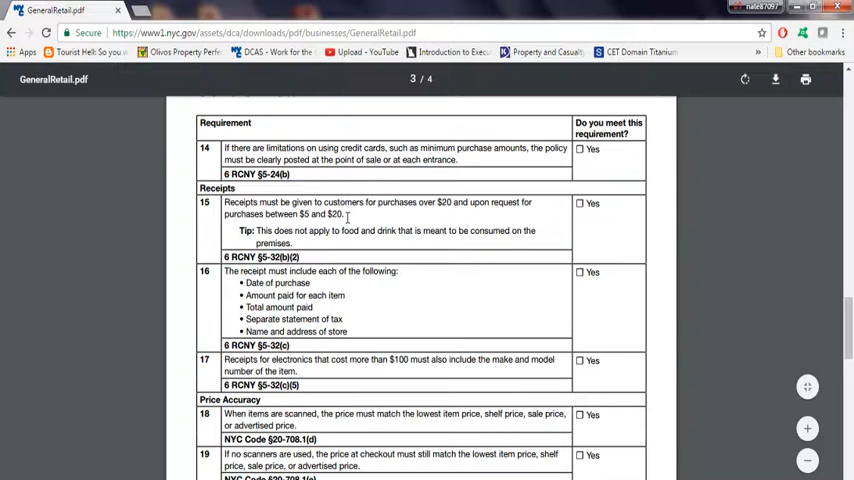 GeneralRetail.pdf
nate87097
Secure
https://www1.nyc.gov/assets/dca/downloads/pdf/businesses/GeneralRetail.pdf
Apps
Tourist Hell: So you w
Olivos Property Perfe
DCAS - Work for the
Upload - YouTube
Introduction to Execu
Property and Casualty
CET Domain Titanium
»
Other bookmarks
GeneralRetail.pdf
3 / 4
Requirement
Do you meet this
requirement?
14
If there are limitations on using credit cards, such as minimum purchase amounts, the policy
must be clearly posted at the point of sale or at each entrance.
6 RCNY §5-24(b)
Yes
Receipts
15
Receipts must be given to customers for purchases over $20 and upon request for
purchases between $5 and $20.
Tip: This does not apply to food and drink that is meant to be consumed on the
premises.
6 RCNY §5-32(b)(2)
Yes
16
The receipt must include each of the following:
• Date of purchase
• Amount paid for each item
• Total amount paid
• Separate statement of tax
• Name and address of store
6 RCNY §5-32(c)
Yes
17
Receipts for electronics that cost more than $100 must also include the make and model
number of the item.
6 RCNY §5-32(c)(5)
Yes
Price Accuracy
18
When items are scanned, the price must match the lowest item price, shelf price, sale price,
or advertised price.
NYC Code §20-708.1(d)
Yes
19
If no scanners are used, the price at checkout must still match the lowest item price, shelf
price, sale price, or advertised price.
NYC Code §20-708.1(e)
Yes